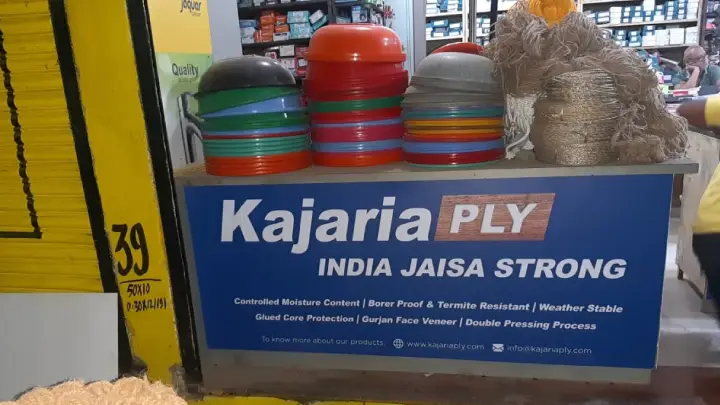 Jaquar
Quality
Kajaria PLY
INDIA JAISA STRONG
Controlled Moisture Content | Borer Proof & Termite Resistant | Weather Stable
Glued Core Protection | Gurjan Face Veneer | Double Pressing Process
To know more about our products, www.kajariaply.com info@kajariaply.com
39
50X10